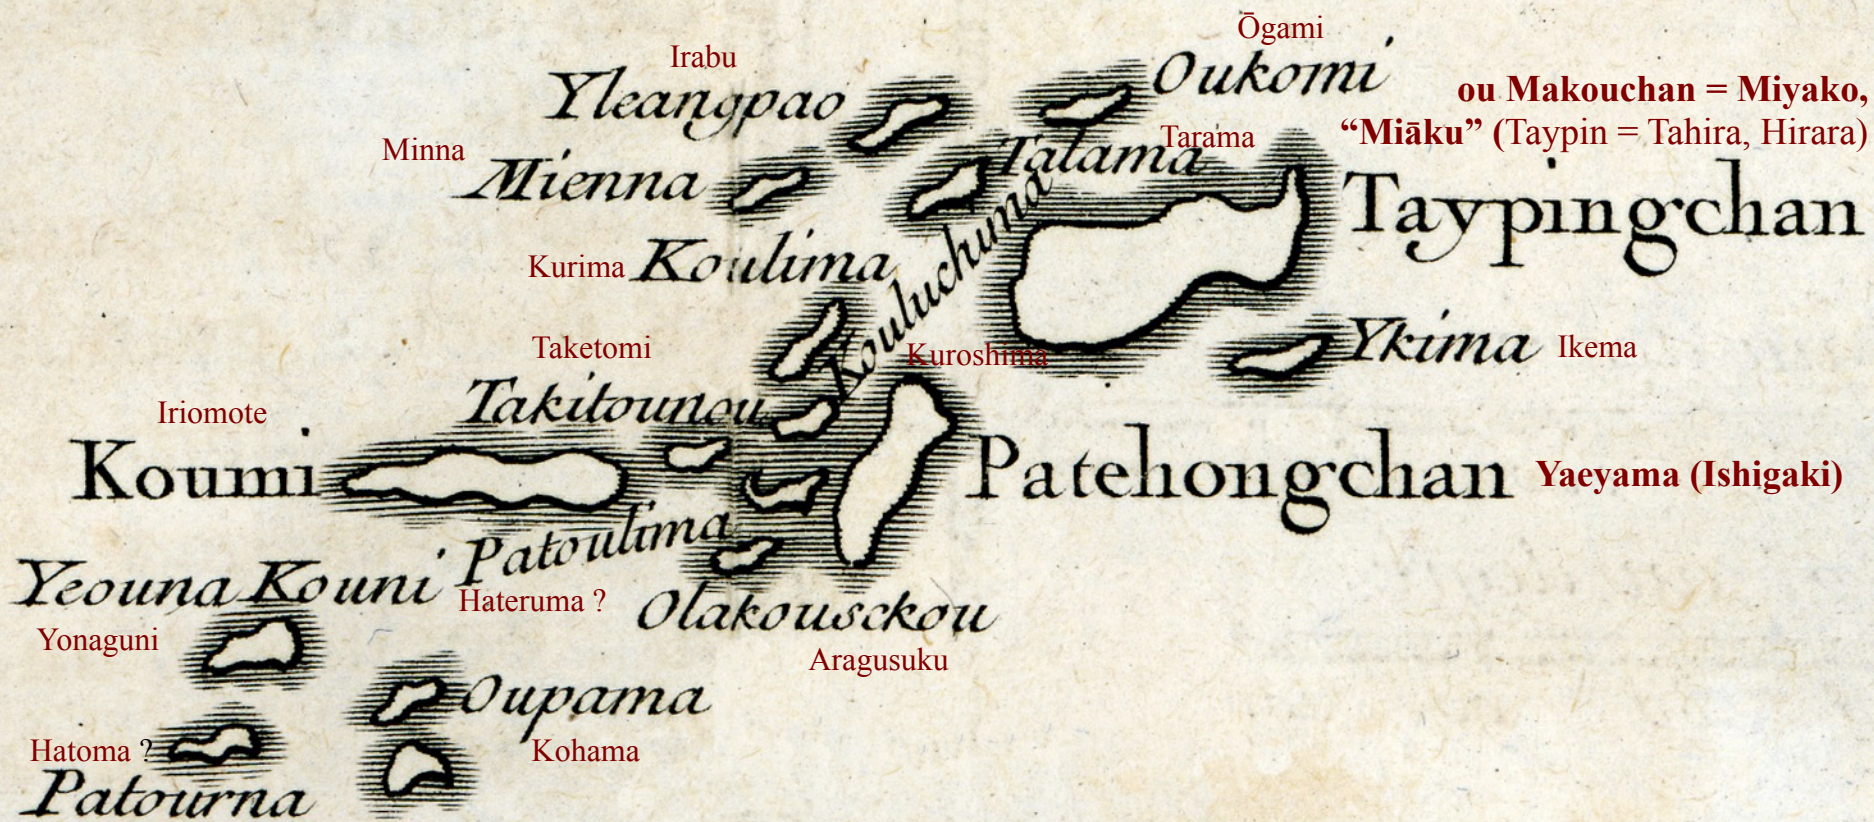 Ōgami
Irabu
Oukomi
Yleangpao
ou Makouchan = Miyako,
“Miāku” (Taypin = Tahira, Hirara)
Minna
Tarama
Talama
Mienna
Taypingchan
Kouluchuma
Kurima
Koulima
Taketomi
Kuroshima
Ykima
Ikema
Takitounou
Iriomote
Koumi
Patchongchan
Yaeyama (Ishigaki)
Patoulima
Yeouna Kouni
Hateruma ?
Olakousckou
Yonaguni
Aragusuku
Oupama
Hatoma ?
Kohama
Patourna